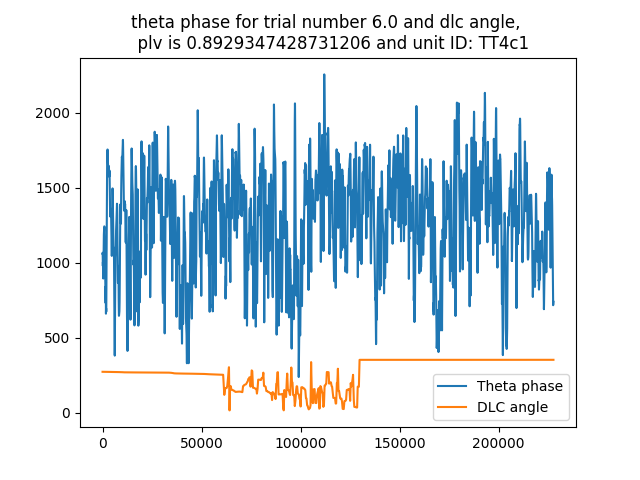 theta phase for trial number 6.0 and dlc angle,
plv is 0.8929347428731206 and unit ID: TT4c1
2000
1500
1000
500
0
Theta phase
DLC angle
0
50000
100000
150000
200000